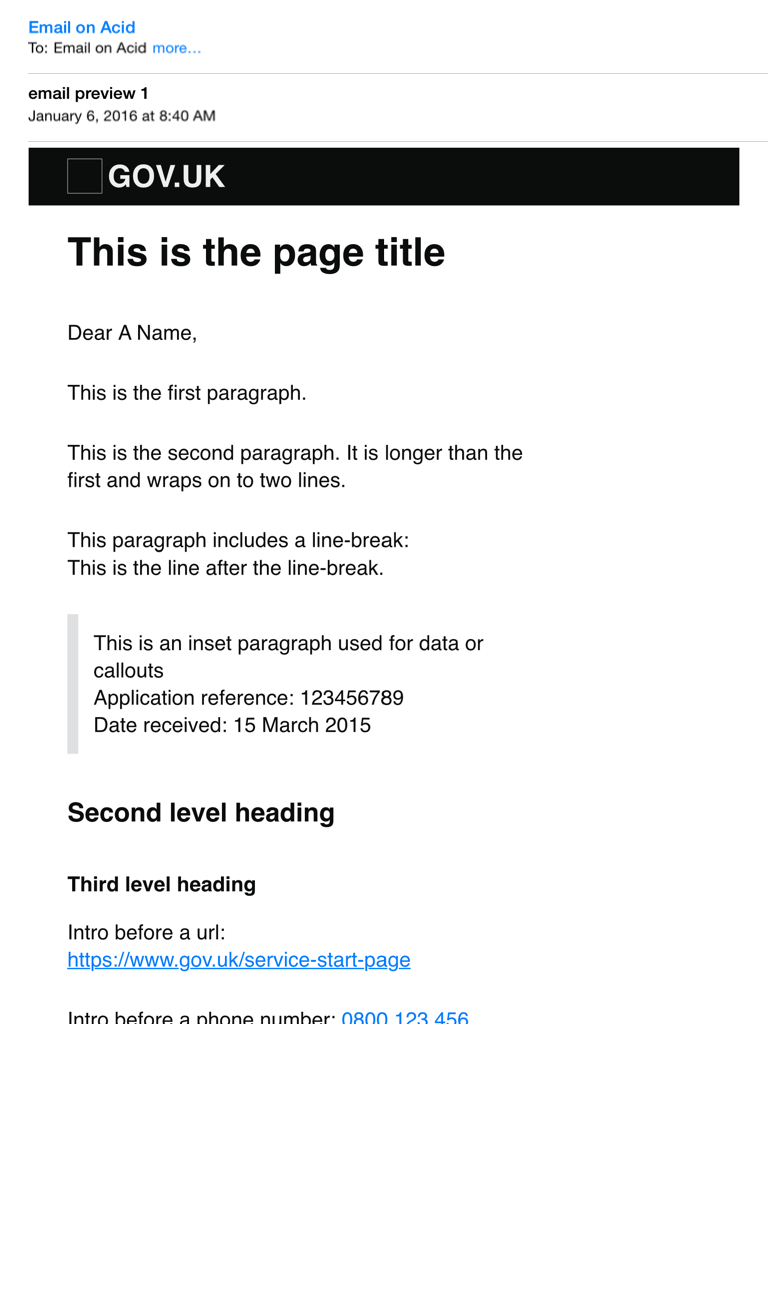 Email on Acid
To: Email on Acid more...
email preview 1
January 6, 2016 at 8:40 AM
GOV.UK
This is the page title
Dear A Name,
This is the first paragraph.
This is the second paragraph. It is longer than the
first and wraps on to two lines.
This paragraph includes a line-break:
This is the line after the line-break.
This is an inset paragraph used for data or
callouts
Application reference: 123456789
Date received: 15 March 2015
Second level heading
Third level heading
Intro before a url:
https://www.gov.uk/service-start-page
Intro before a phone number: 0800 123 456